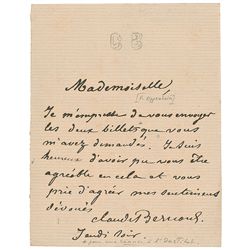 C B
Mademoiselle,
Je m'empresse de vous envoyer
les deux billets que vous
m'avez demandés. Je suis
heureux d'avoir pu vous être
agréable en cela et vous
prie d'agréer mes sentiments
dévoués
Claude Bernard
Jeudi soir